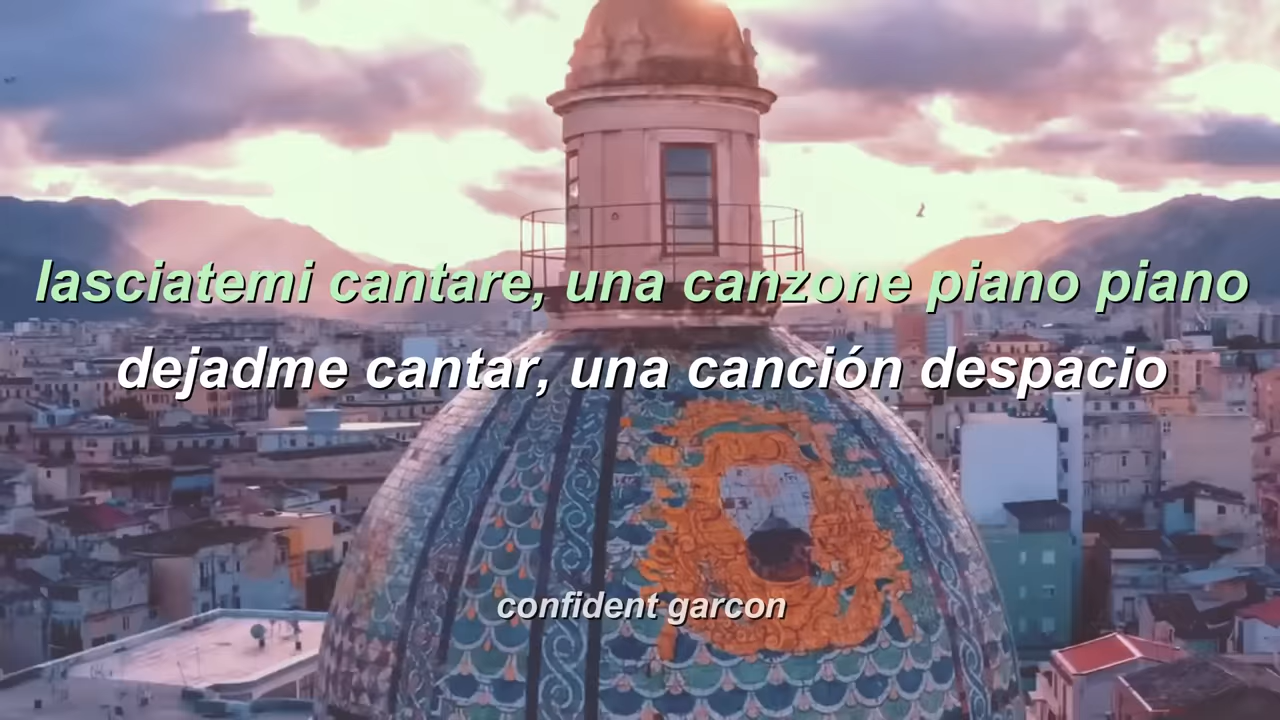 lasciatemi cantare, una canzone piano piano
dejadme cantar, una canción despacio
confident garcon